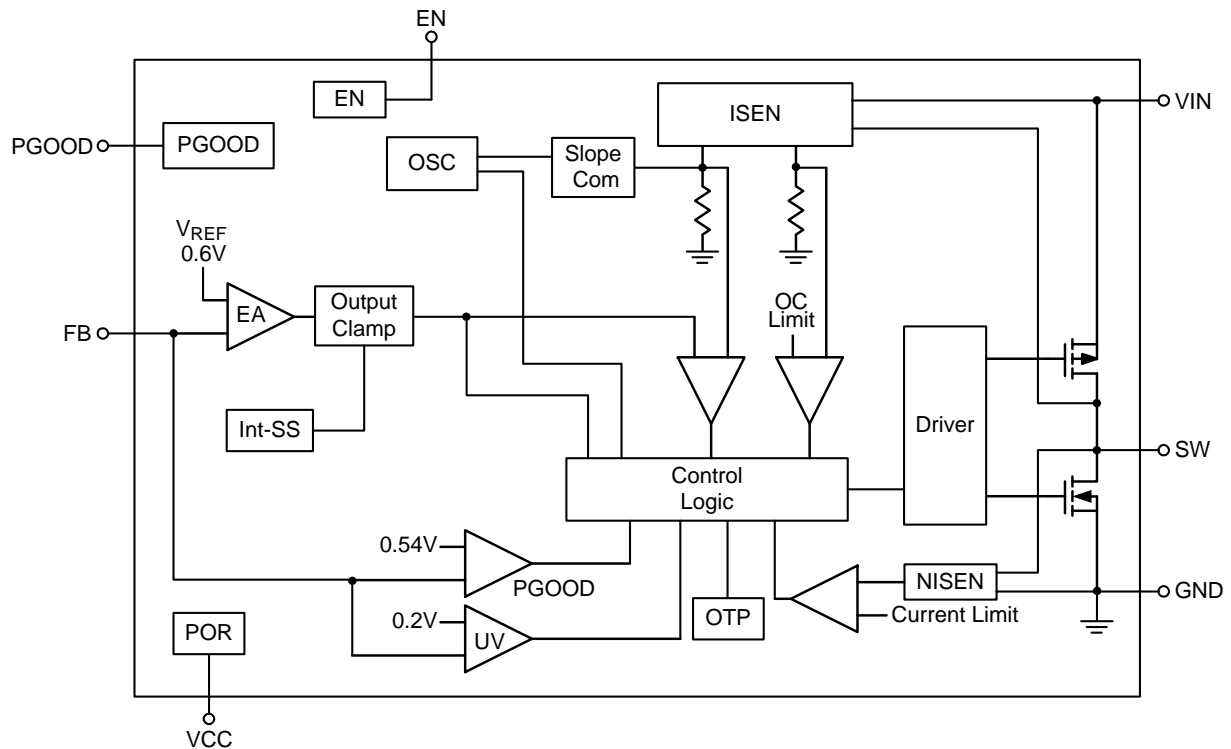 EN
EN
ISEN
VIN
PGOOD
PGOOD
OSC
Slope
Com
VREF
0.6V
EA
Output
Clamp
OC
Limit
FB
Int-SS
Driver
SW
Control
Logic
0.54V
PGOOD
NISEN
GND
Current Limit
0.2V
UV
OTP
POR
VCC